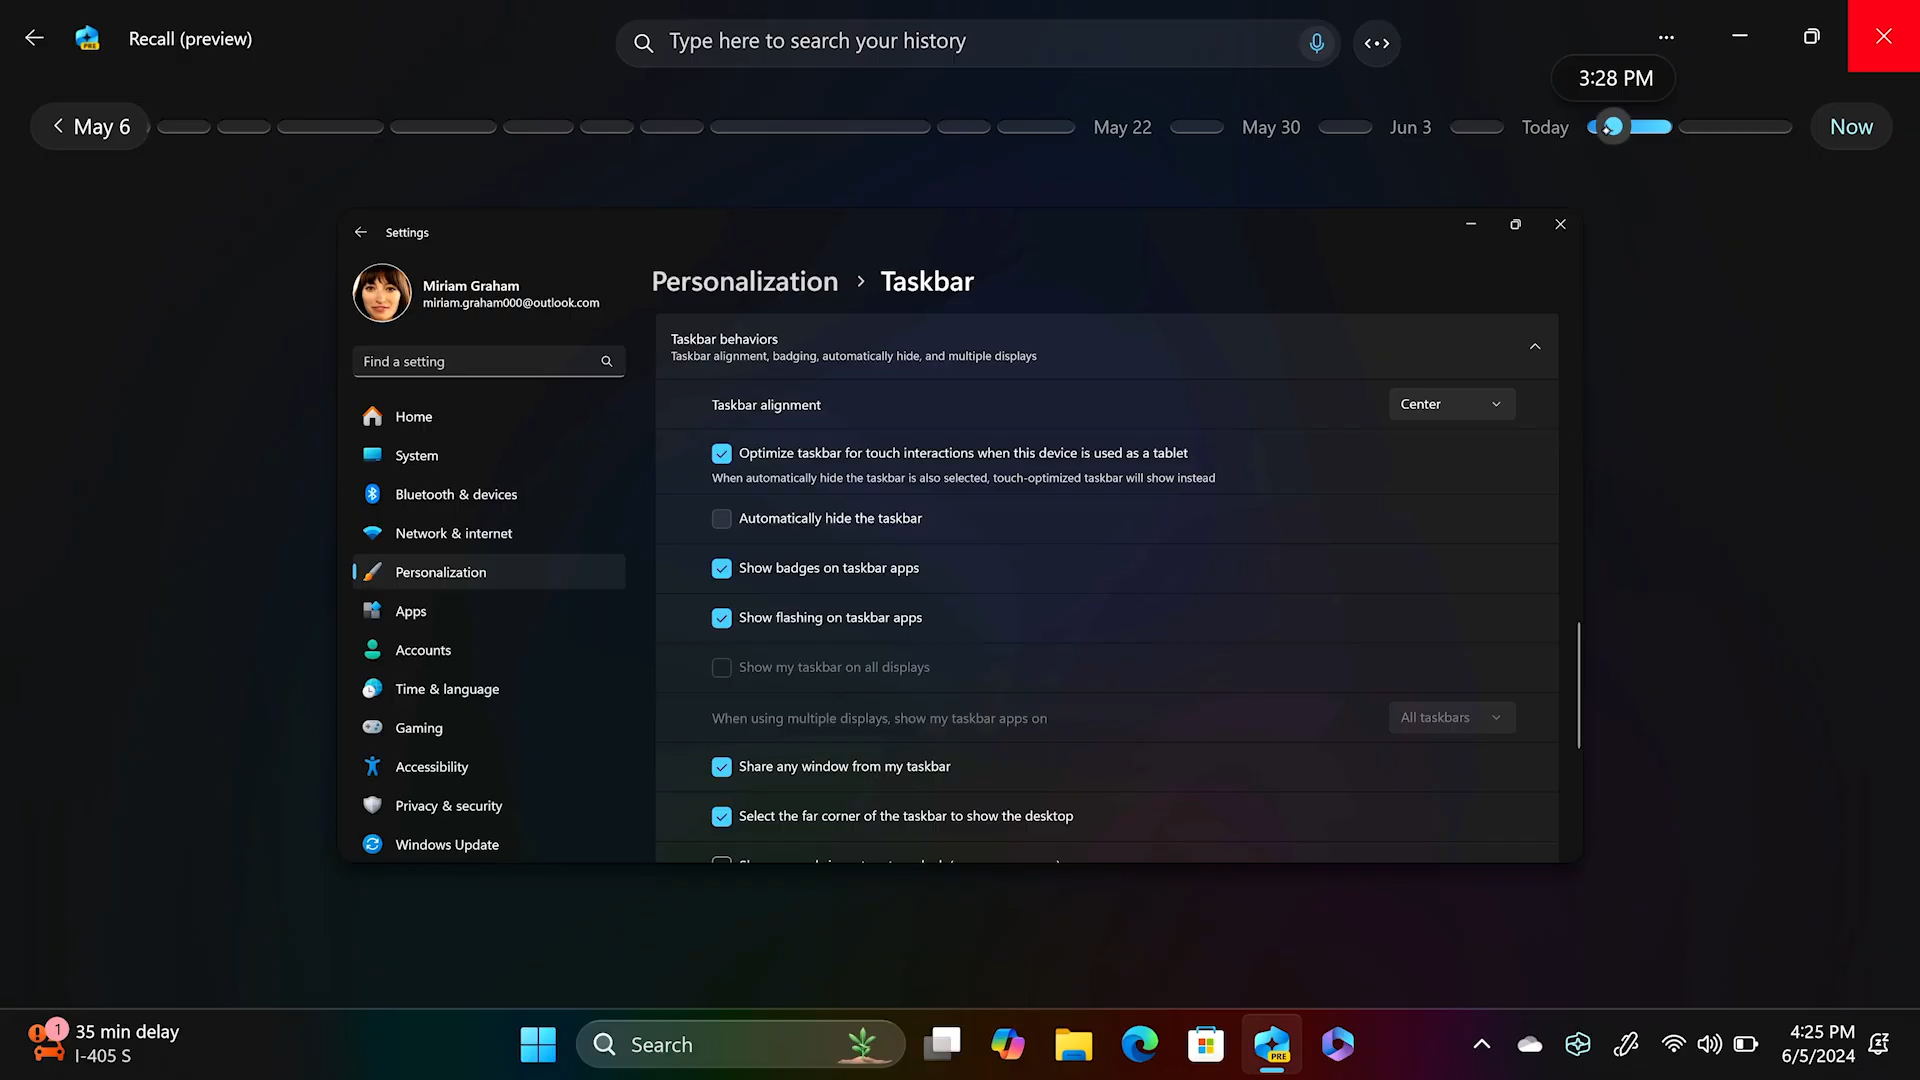 Recall (preview)
PRE
Type here to search your history
3:28 PM
May 6
May 22
May 30
Jun 3
Today
Now
Settings
Miriam Graham
miriam.graham000@outlook.com
Find a setting
Home
System
Bluetooth & devices
Network & internet
Personalization
Apps
Accounts
Time & language
Gaming
Accessibility
Privacy & security
Windows Update
Personalization > Taskbar
Taskbar behaviors
Taskbar alignment, badging, automatically hide, and multiple displays
Taskbar alignment
Center
Optimize taskbar for touch interactions when this device is used as a tablet
When automatically hide the taskbar is also selected, touch-optimized taskbar will show instead
Automatically hide the taskbar
Show badges on taskbar apps
Show flashing on taskbar apps
Show my taskbar on all displays
When using multiple displays, show my taskbar apps on
All taskbars
Share any window from my taskbar
Select the far corner of the taskbar to show the desktop
1
35 min delay
I-405 S
Search
PRE
4:25 PM
6/5/2024